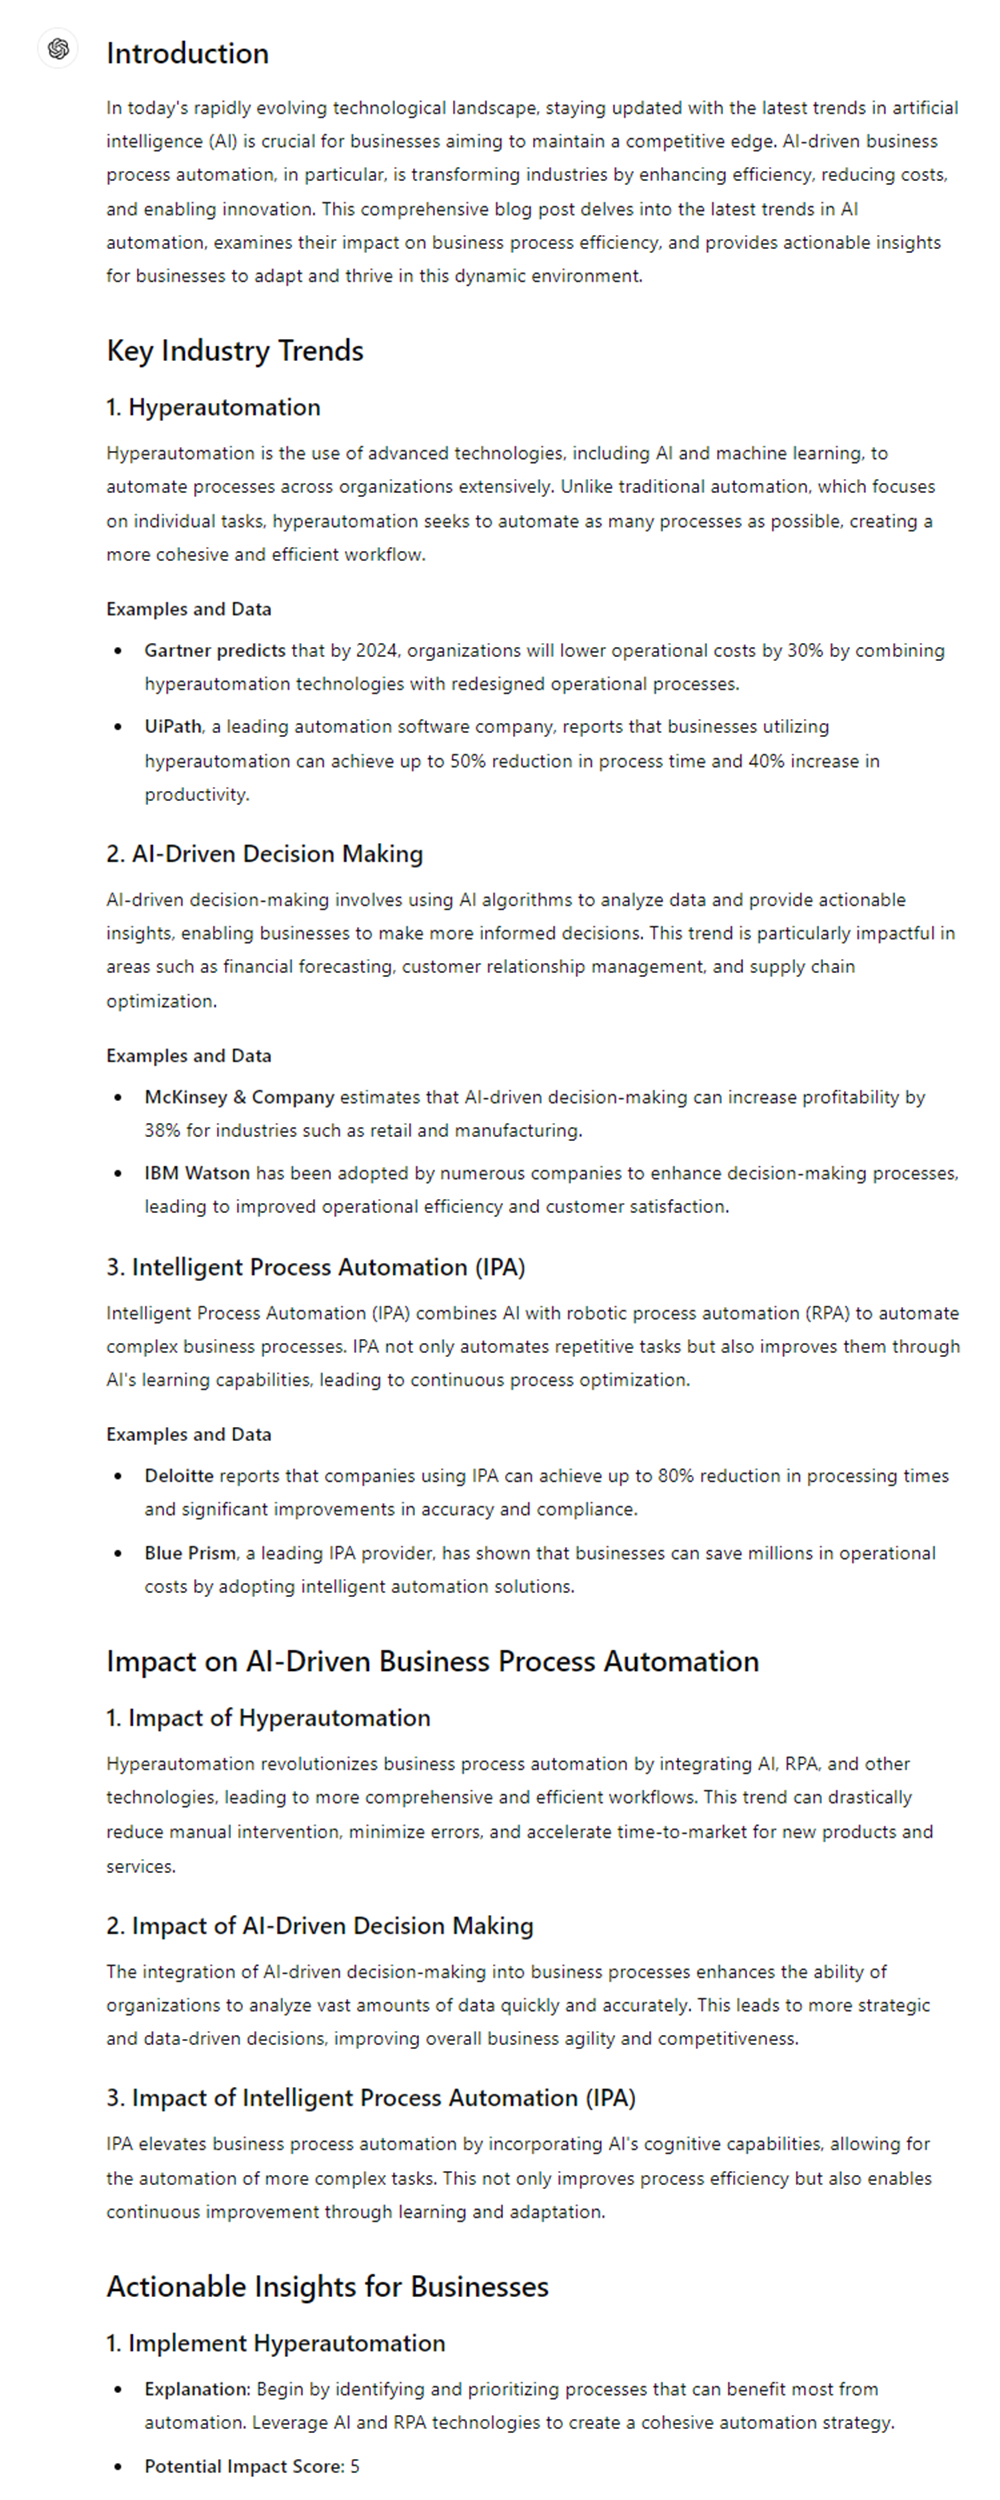 Introduction
In today's rapidly evolving technological landscape, staying updated with the latest trends in artificial
intelligence (AI) is crucial for businesses aiming to maintain a competitive edge. AI-driven business
process automation, in particular, is transforming industries by enhancing efficiency, reducing costs,
and enabling innovation. This comprehensive blog post delves into the latest trends in AI
automation, examines their impact on business process efficiency, and provides actionable insights
for businesses to adapt and thrive in this dynamic environment.
Key Industry Trends
1. Hyperautomation
Hyperautomation is the use of advanced technologies, including AI and machine learning, to
automate processes across organizations extensively. Unlike traditional automation, which focuses
on individual tasks, hyperautomation seeks to automate as many processes as possible, creating a
more cohesive and efficient workflow.
Examples and Data
• Gartner predicts that by 2024, organizations will lower operational costs by 30% by combining
hyperautomation technologies with redesigned operational processes.
• UiPath, a leading automation software company, reports that businesses utilizing
hyperautomation can achieve up to 50% reduction in process time and 40% increase in
productivity.
2. AI-Driven Decision Making
AI-driven decision-making involves using AI algorithms to analyze data and provide actionable
insights, enabling businesses to make more informed decisions. This trend is particularly impactful in
areas such as financial forecasting, customer relationship management, and supply chain
optimization.
Examples and Data
• McKinsey & Company estimates that AI-driven decision-making can increase profitability by
38% for industries such as retail and manufacturing.
• IBM Watson has been adopted by numerous companies to enhance decision-making processes,
leading to improved operational efficiency and customer satisfaction.
3. Intelligent Process Automation (IPA)
Intelligent Process Automation (IPA) combines AI with robotic process automation (RPA) to automate
complex business processes. IPA not only automates repetitive tasks but also improves them through
AI's learning capabilities, leading to continuous process optimization.
Examples and Data
• Deloitte reports that companies using IPA can achieve up to 80% reduction in processing times
and significant improvements in accuracy and compliance.
• Blue Prism, a leading IPA provider, has shown that businesses can save millions in operational
costs by adopting intelligent automation solutions.
Impact on AI-Driven Business Process Automation
1. Impact of Hyperautomation
Hyperautomation revolutionizes business process automation by integrating AI, RPA, and other
technologies, leading to more comprehensive and efficient workflows. This trend can drastically
reduce manual intervention, minimize errors, and accelerate time-to-market for new products and
services.
2. Impact of AI-Driven Decision Making
The integration of AI-driven decision-making into business processes enhances the ability of
organizations to analyze vast amounts of data quickly and accurately. This leads to more strategic
and data-driven decisions, improving overall business agility and competitiveness.
3. Impact of Intelligent Process Automation (IPA)
IPA elevates business process automation by incorporating AI's cognitive capabilities, allowing for
the automation of more complex tasks. This not only improves process efficiency but also enables
continuous improvement through learning and adaptation.
Actionable Insights for Businesses
1. Implement Hyperautomation
• Explanation: Begin by identifying and prioritizing processes that can benefit most from
automation. Leverage AI and RPA technologies to create a cohesive automation strategy.
• Potential Impact Score: 5